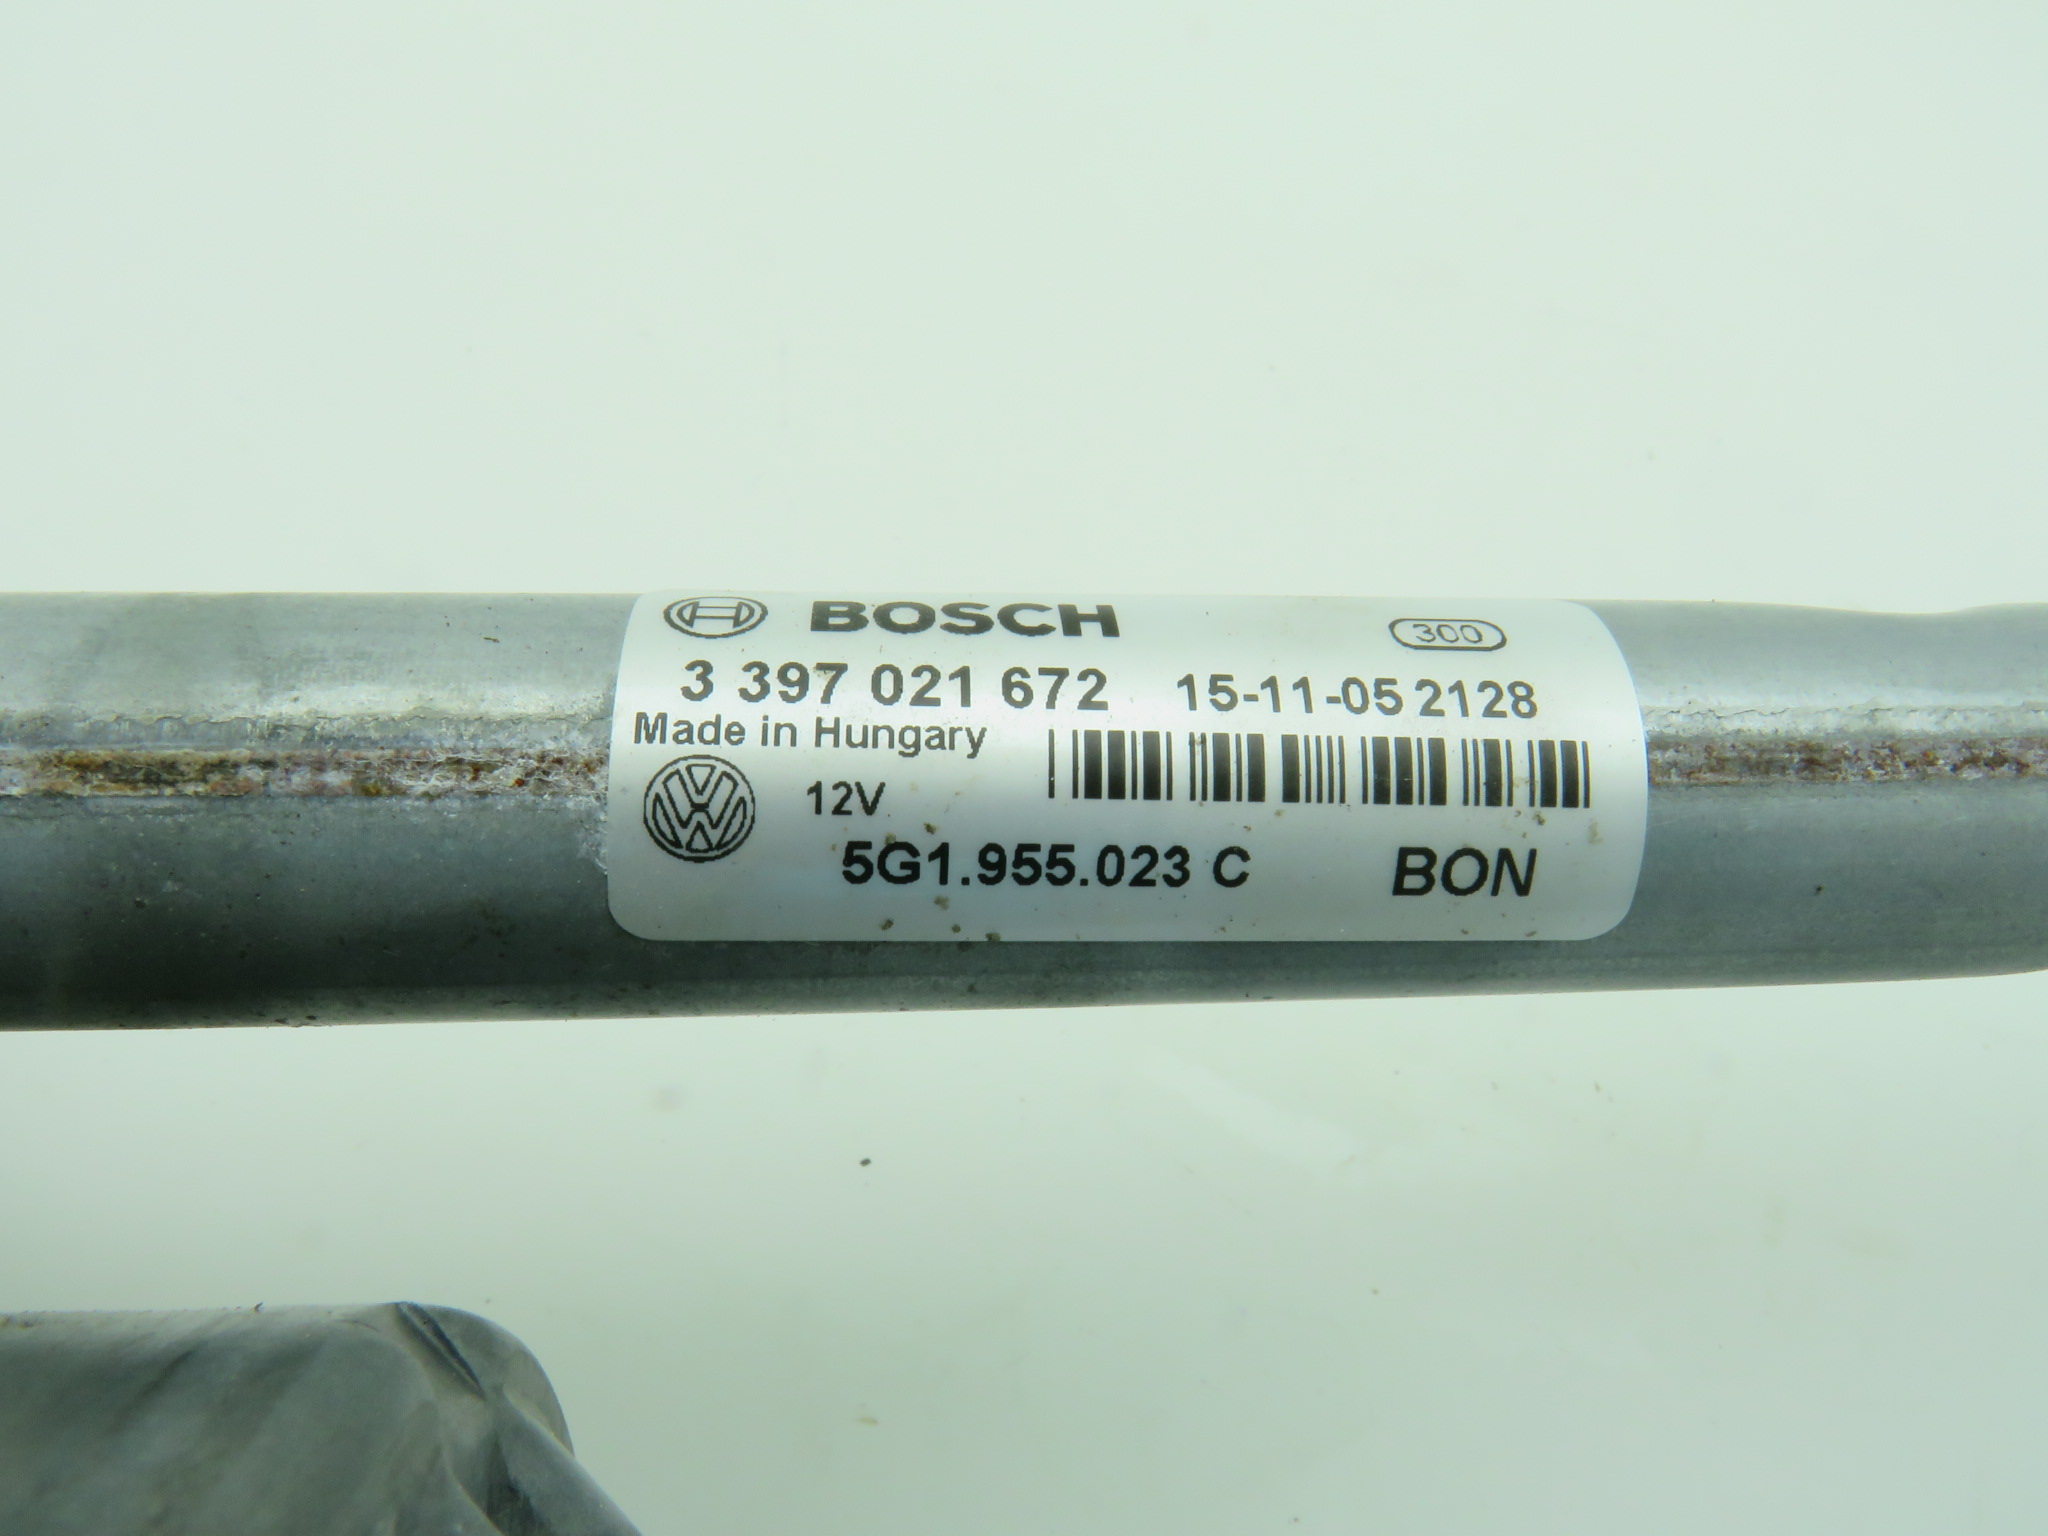 BOSCH 300
3 397 021 672 15-11-05 2128
Made in Hungary
12V
5G1.955.023 C BON